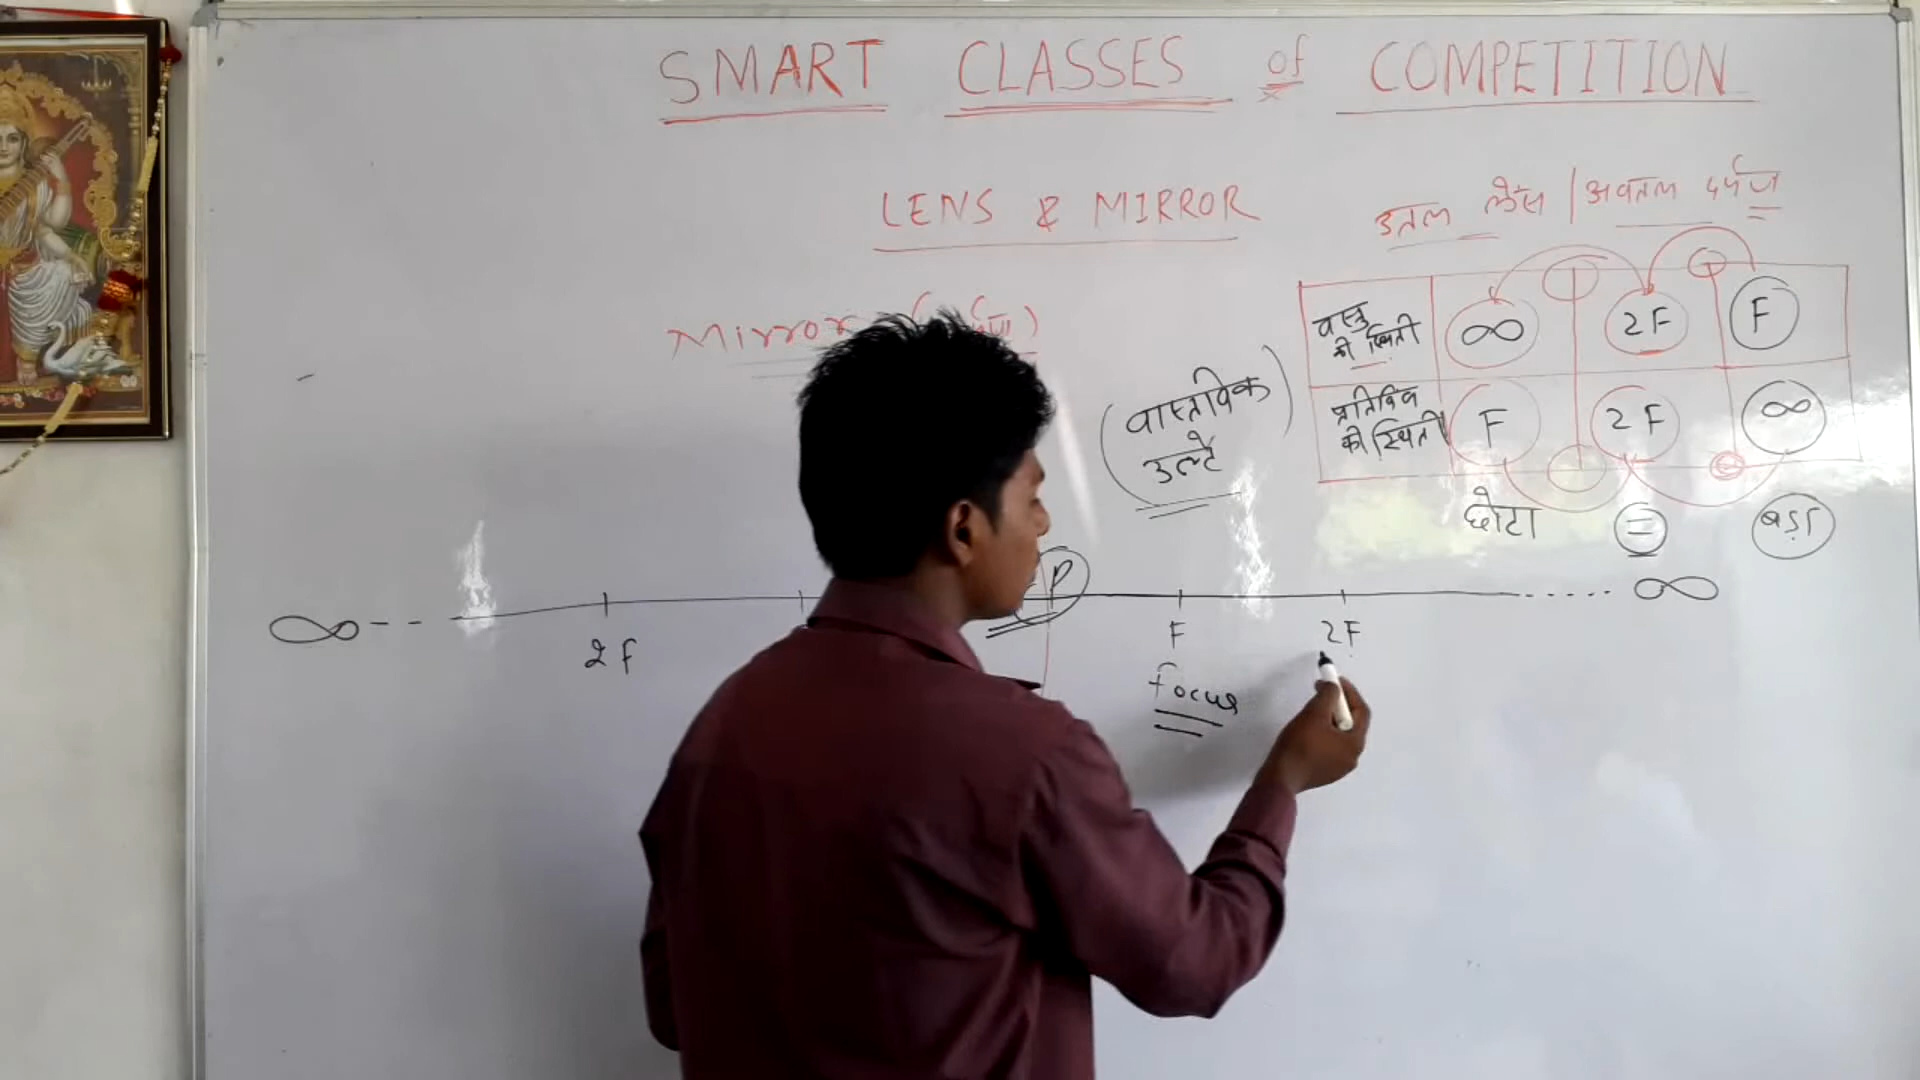 SMART CLASSES of COMPETITION
LENS & MIRROR
उत्तल लेंस | अवतल दर्पण
Mirror
वस्तु की स्थिती ∞ 2F F
प्रतिबिंब की स्थिती F 2F ∞
(वास्तविक
उल्टे)
छोटा = बड़ा
∞ -- 2F P F 2F ..... ∞
focus